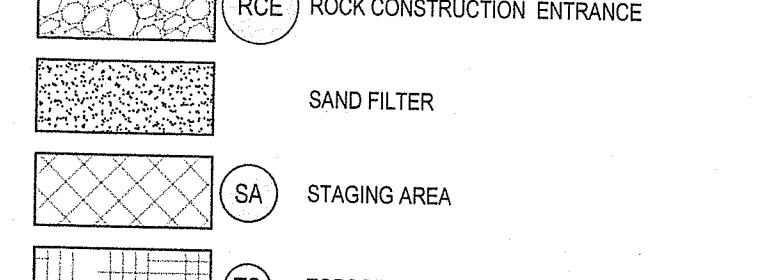 RCE ROCK CONSTRUCTION ENTRANCE
SAND FILTER
SA STAGING AREA